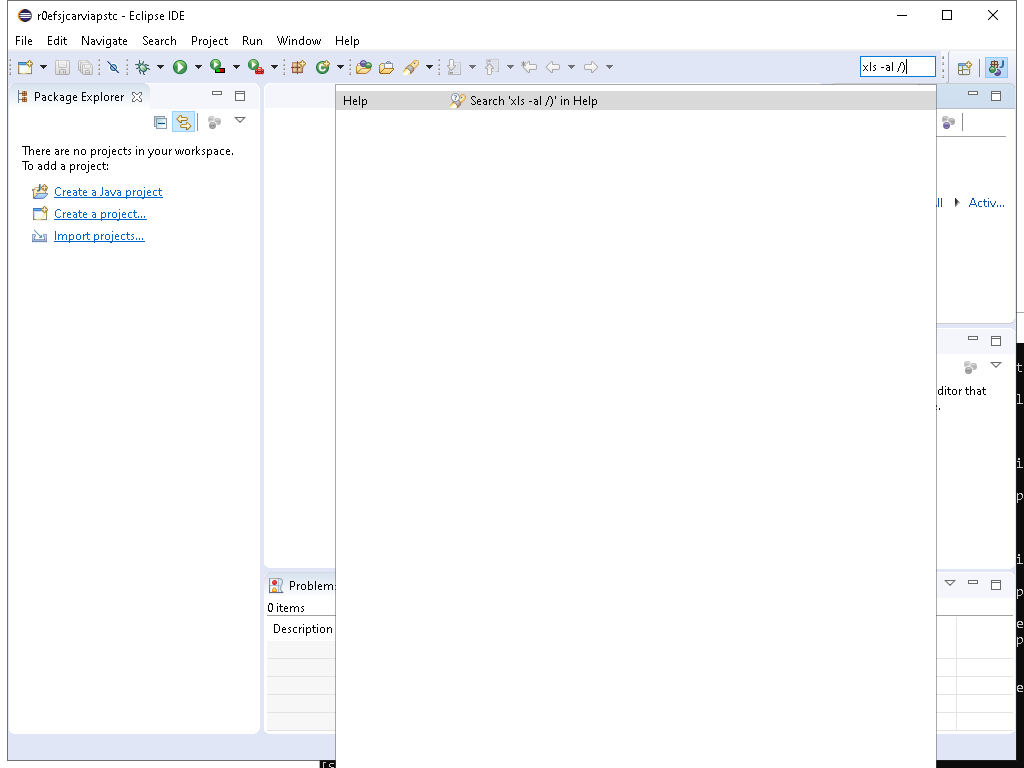 r0efsjcarviapstc - Eclipse IDE
File Edit Navigate Search Project Run Window Help
xls -al /)
Package Explorer
Help Search 'xls -al /)' in Help
There are no projects in your workspace.
To add a project:
Create a Java project
Create a project...
Import projects...
Activ...
ditor that
0 items
Description